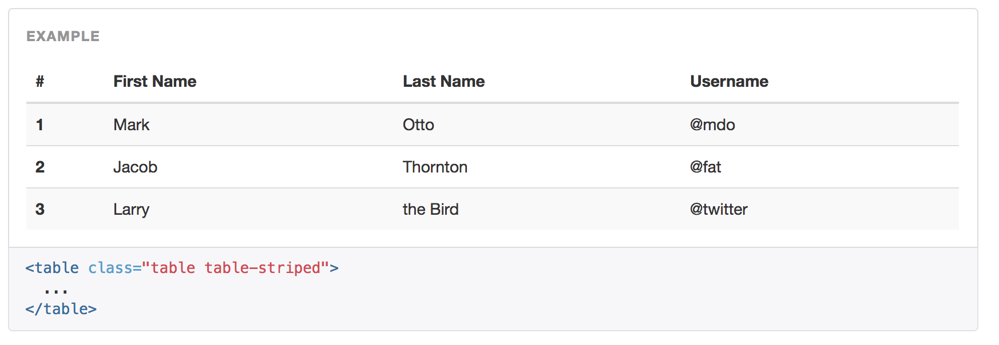 EXAMPLE
# First Name Last Name Username
1 Mark Otto @mdo
2 Jacob Thornton @fat
3 Larry the Bird @twitter
<table class="table table-striped">
...
</table>